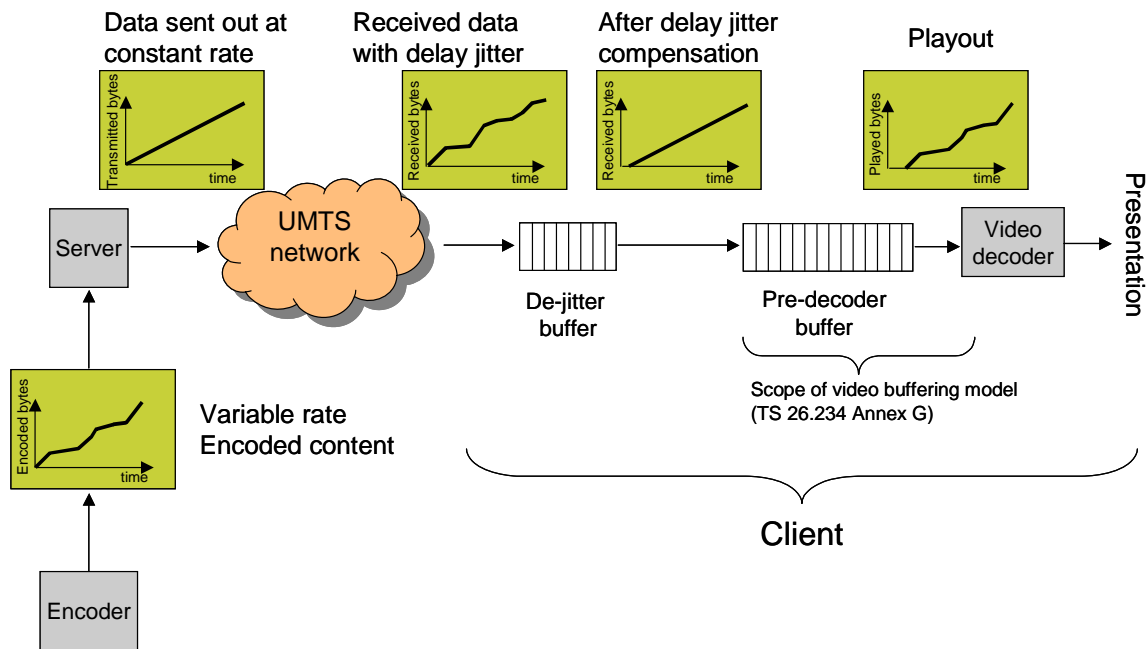 Data sent out at
constant rate
Received data
with delay jitter
After delay jitter
compensation
Playout
Transmitted bytes
time
Received bytes
time
Received bytes
time
Played bytes
time
Server
UMTS
network
De-jitter
buffer
Pre-decoder
buffer
Video
decoder
Presentation
Scope of video buffering model
(TS 26.234 Annex G)
Encoded bytes
time
Variable rate
Encoded content
Client
Encoder